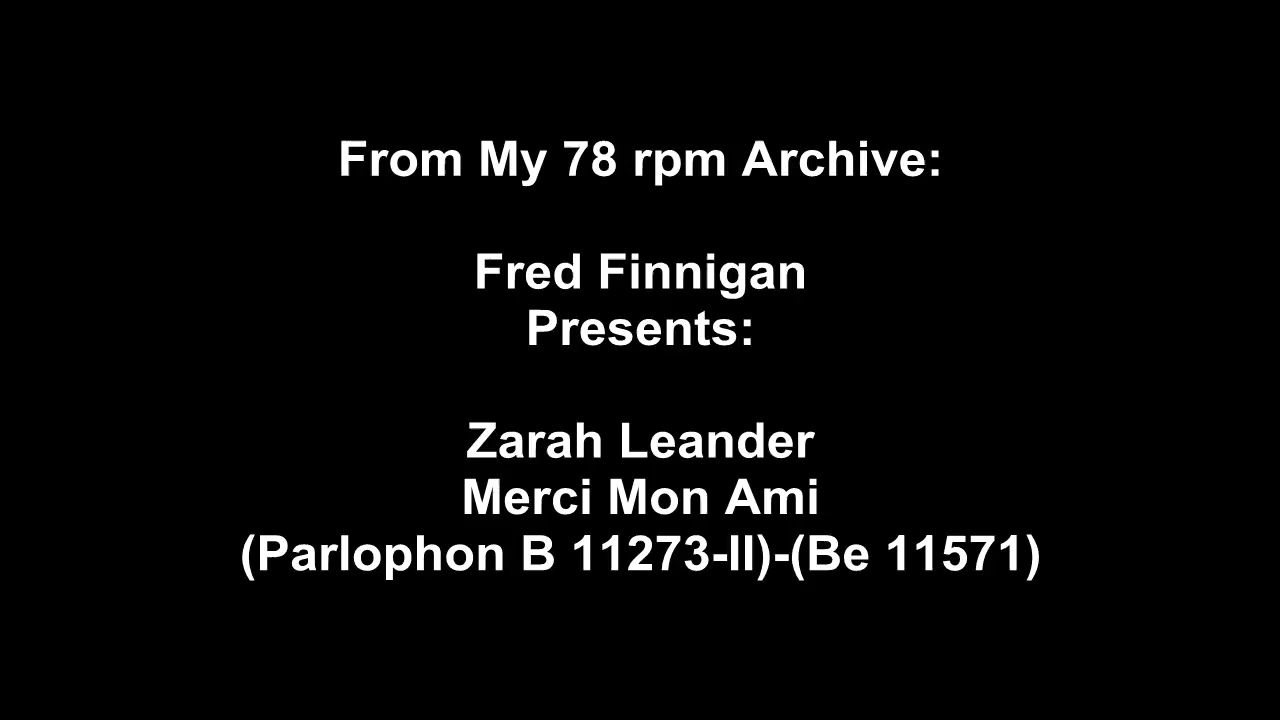 From My 78 rpm Archive:
Fred Finnigan
Presents:
Zarah Leander
Merci Mon Ami
(Parlophon B 11273-II)-(Be 11571)